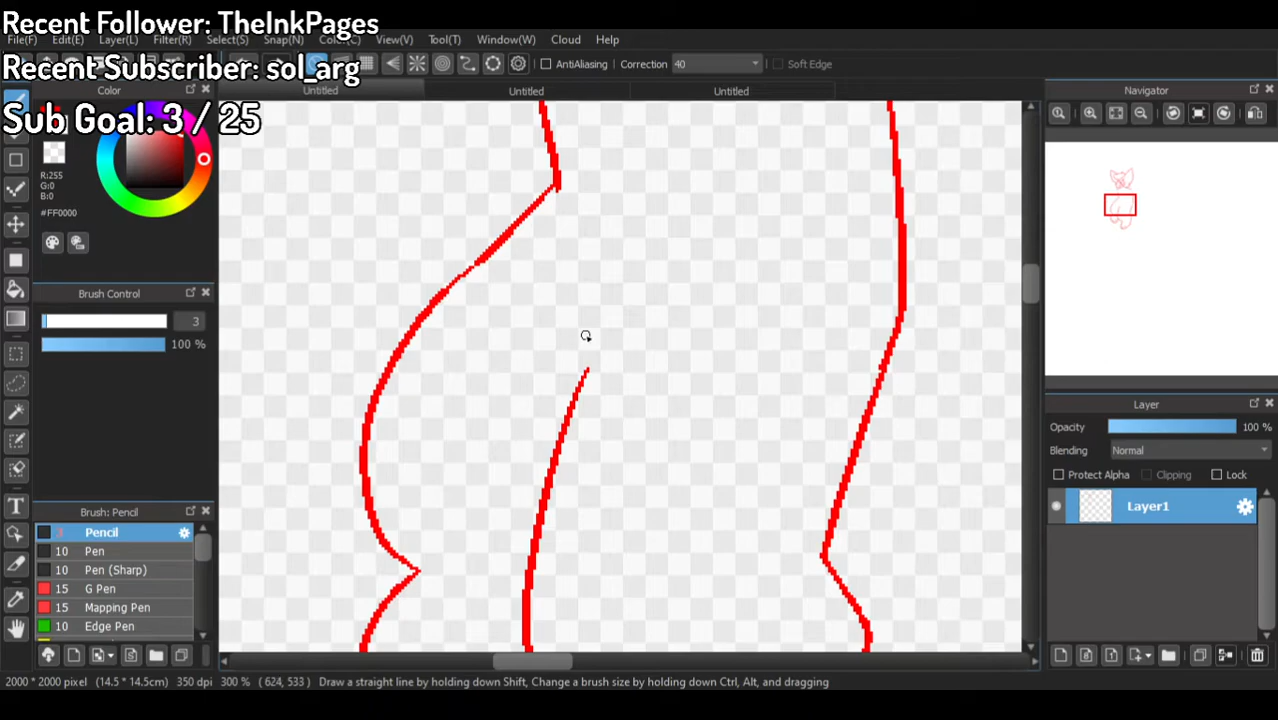 Recent Follower: TheInkPages
File(F) Edit(E) Layer(L) Filter(R) Select(S) Snap(N) Color(C) View(V) Tool(T) Window(W) Cloud Help
Recent Subscriber: sol_arg
AntiAliasing Correction 40 Soft Edge
Color
Untitled Untitled Untitled
Navigator
Sub Goal: 3 / 25
R:255
G:0
B:0
#FF0000
Brush Control
3
100 %
Layer
Opacity 100 %
Blending Normal
Protect Alpha Clipping Lock
Layer1
Brush: Pencil
3 Pencil
10 Pen
10 Pen (Sharp)
15 G Pen
15 Mapping Pen
10 Edge Pen
2000 * 2000 pixel (14.5 * 14.5cm) 350 dpi 300 % ( 624, 533 ) Draw a straight line by holding down Shift, Change a brush size by holding down Ctrl, Alt, and dragging